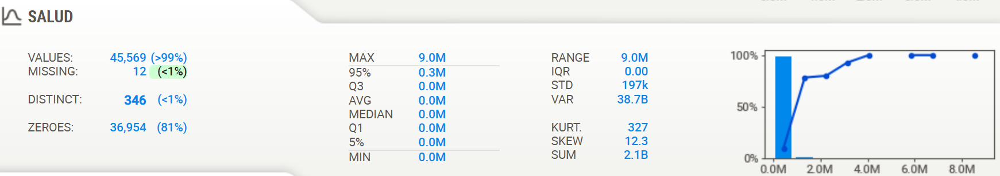 SALUD
VALUES: 45,569 (>99%)
MISSING: 12 (<1%)
DISTINCT: 346 (<1%)
ZEROES: 36,954 (81%)
MAX 9.0M
95% 0.3M
Q3 0.0M
AVG 0.0M
MEDIAN 0.0M
Q1 0.0M
5% 0.0M
MIN 0.0M
RANGE 9.0M
IQR 0.00
STD 197k
VAR 38.7B
KURT. 327
SKEW 12.3
SUM 2.1B
100%
50%
0%
0.0M 2.0M 4.0M 6.0M 8.0M